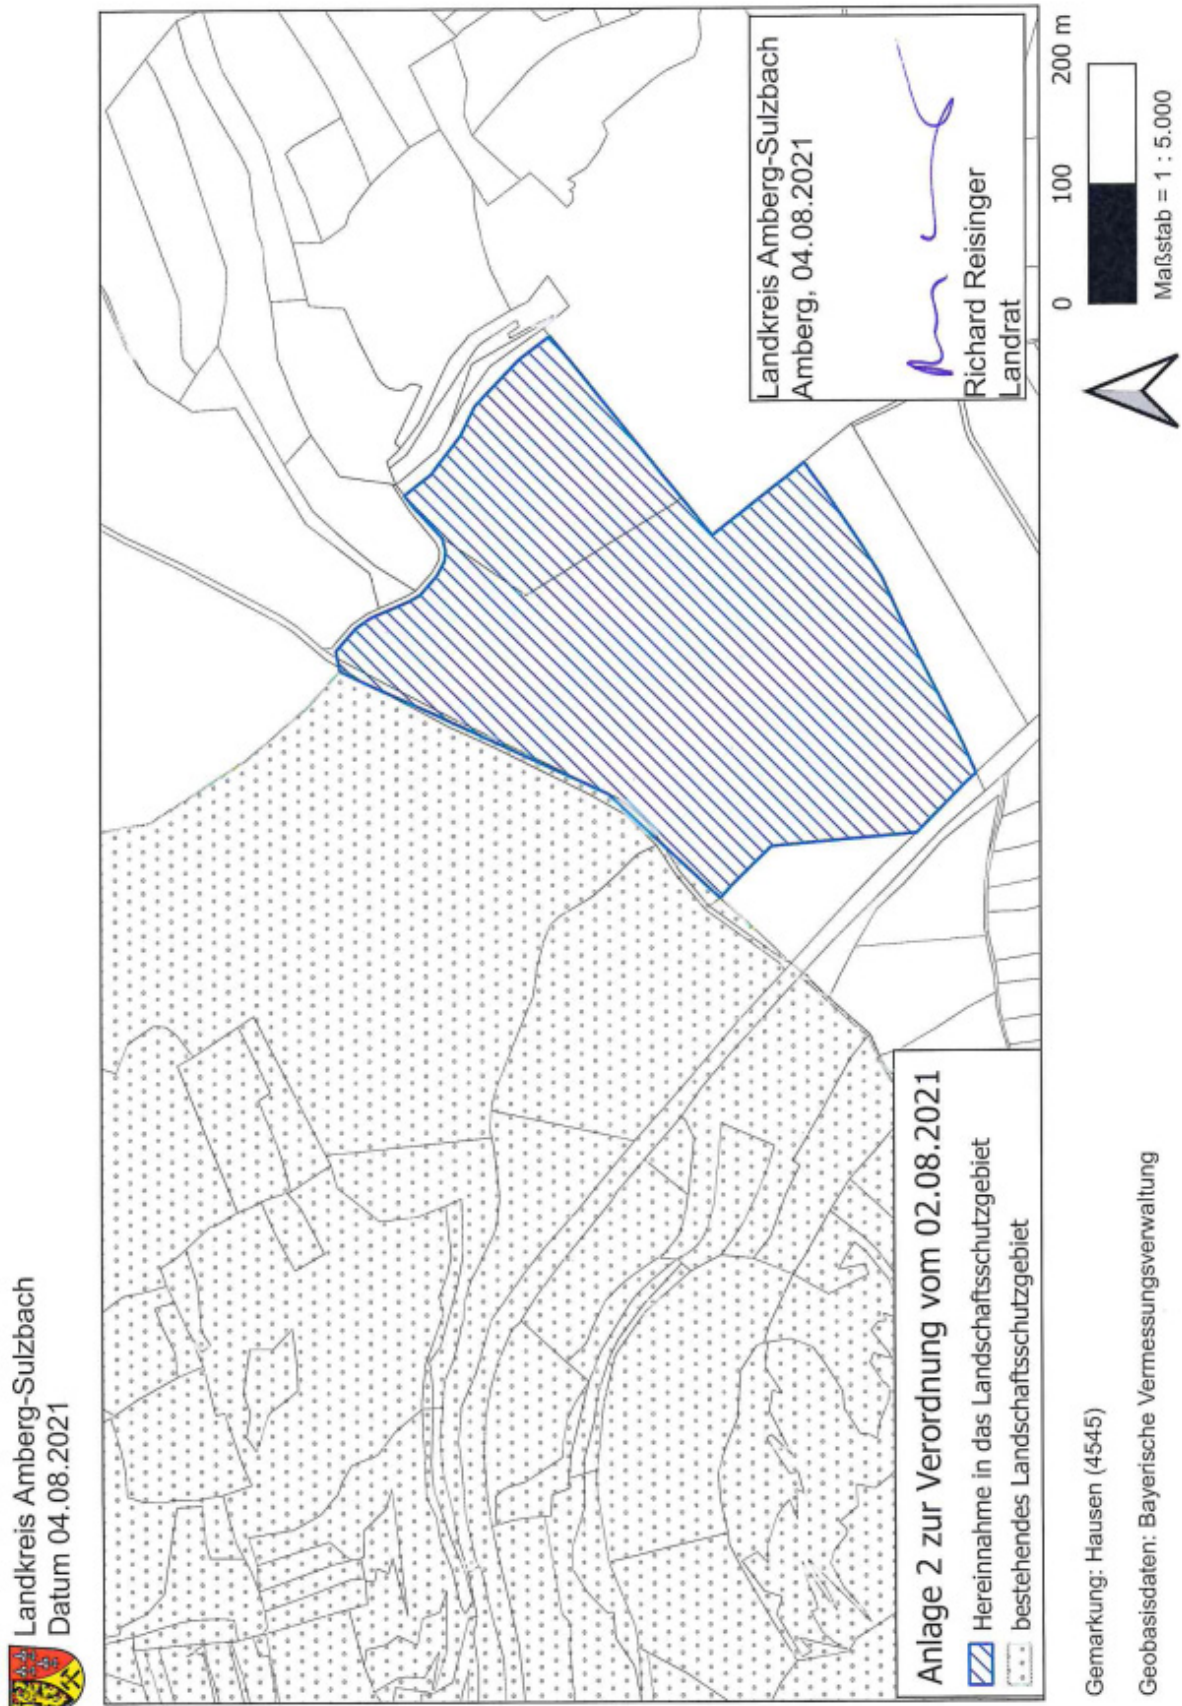 Landkreis Amberg-Sulzbach
Datum 04.08.2021
Landkreis Amberg-Sulzbach
Amberg, 04.08.2021
Richard Reisinger
Landrat
Anlage 2 zur Verordnung vom 02.08.2021
Hereinnahme in das Landschaftsschutzgebiet
bestehendes Landschaftsschutzgebiet
Gemarkung: Hausen (4545)
Geobasisdaten: Bayerische Vermessungsverwaltung
0 100 200 m
Maßstab = 1 : 5.000